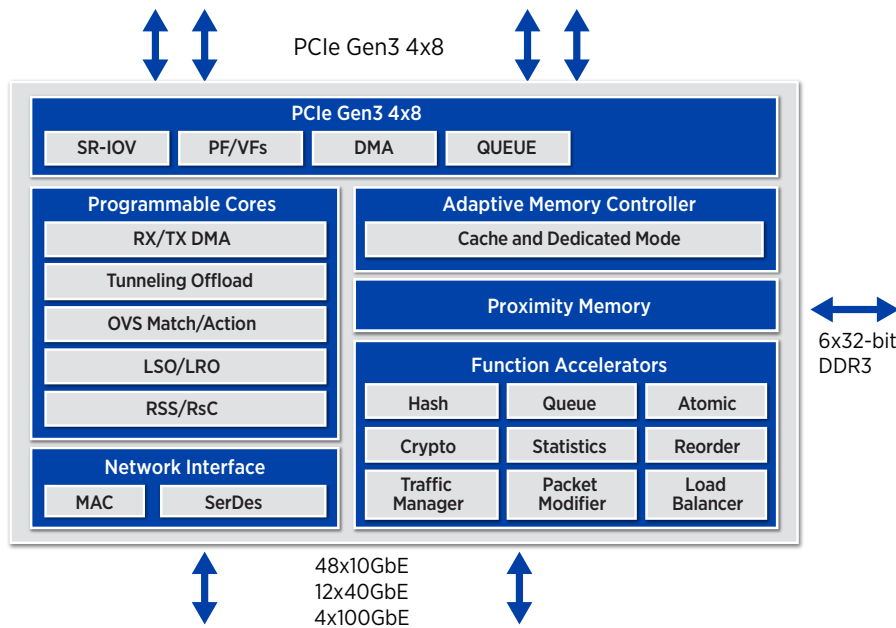 PCIe Gen3 4x8
PCIe Gen3 4x8
SR-IOV
PF/VFs
DMA
QUEUE
Programmable Cores
RX/TX DMA
Tunneling Offload
OVS Match/Action
LSO/LRO
RSS/RsC
Adaptive Memory Controller
Cache and Dedicated Mode
Proximity Memory
6x32-bit
DDR3
Function Accelerators
Hash
Queue
Atomic
Crypto
Statistics
Reorder
Traffic
Manager
Packet
Modifier
Load
Balancer
Network Interface
MAC
SerDes
48x10GbE
12x40GbE
4x100GbE